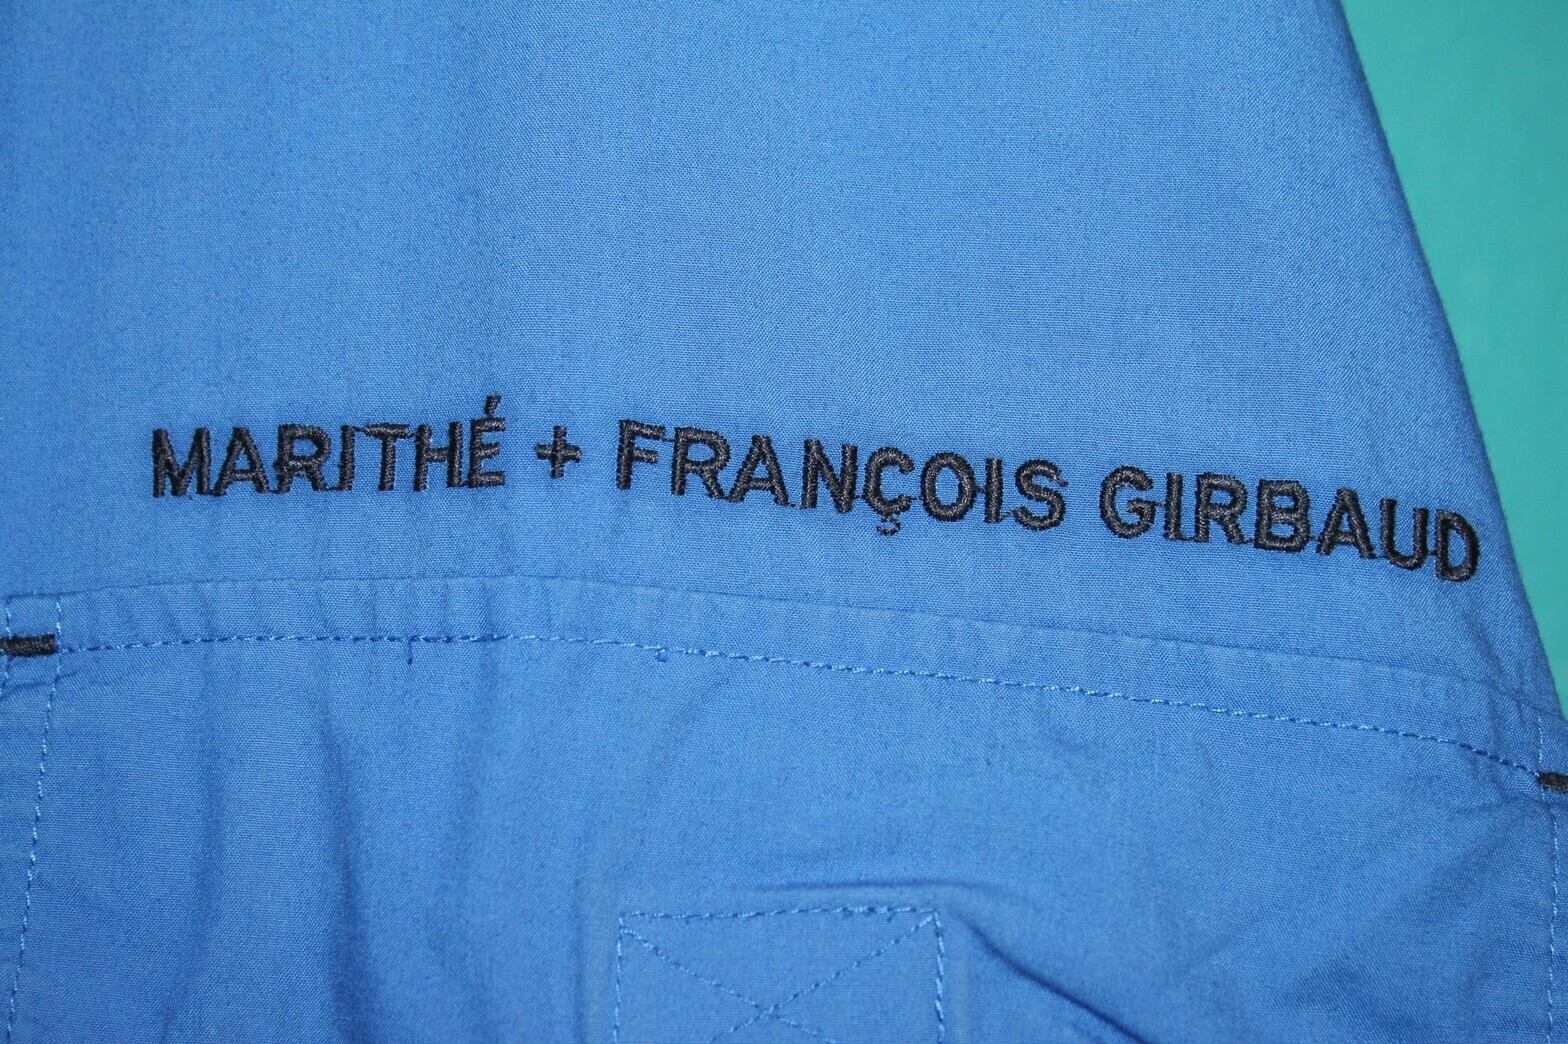 MARITHÉ + FRANÇOIS GIRBAUD